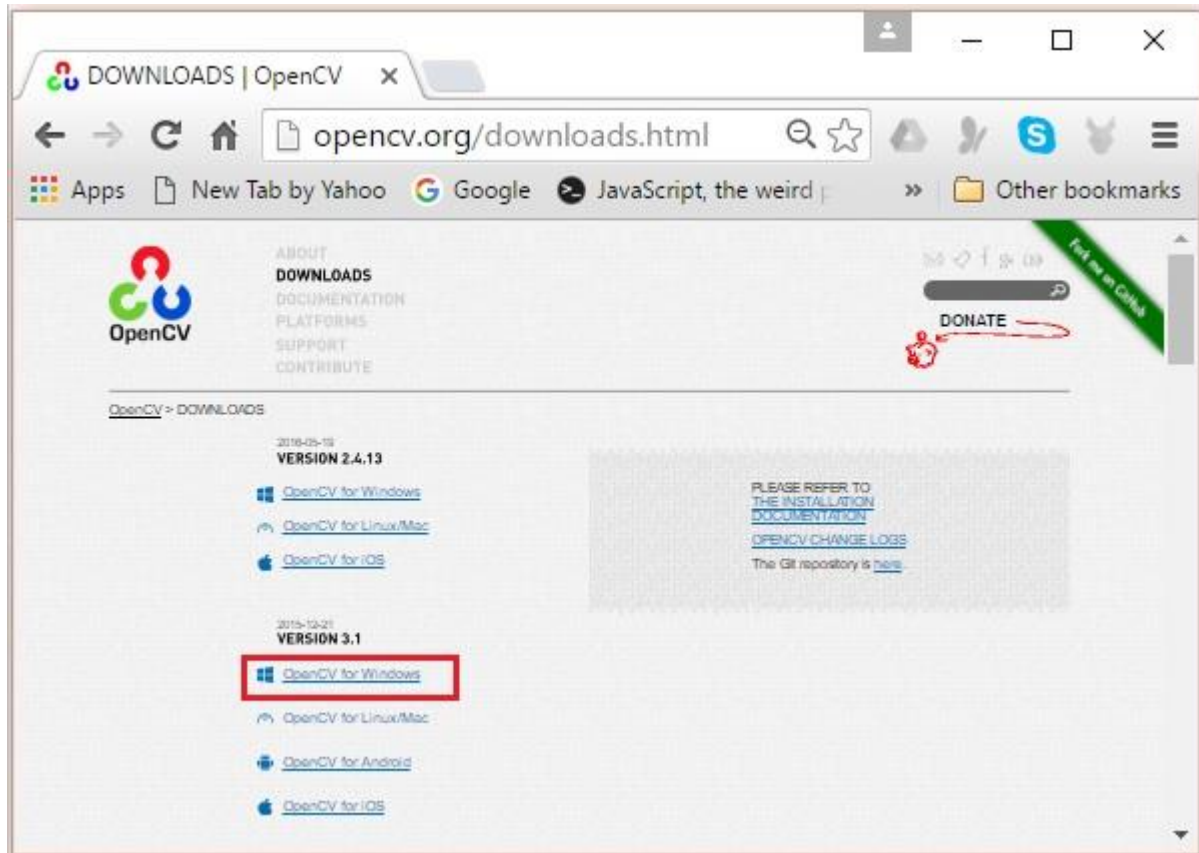 DOWNLOADS | OpenCV
opencv.org/downloads.html
Apps New Tab by Yahoo G Google JavaScript, the weird p » Other bookmarks
OpenCV
ABOUT
DOWNLOADS
DOCUMENTATION
PLATFORMS
SUPPORT
CONTRIBUTE
DONATE
Fork me on GitHub
OpenCV > DOWNLOADS
2016-05-19
VERSION 2.4.13
OpenCV for Windows
OpenCV for Linux/Mac
OpenCV for iOS
PLEASE REFER TO
THE INSTALLATION
DOCUMENTATION
OPENCV CHANGE LOGS
The Git repository is here.
2015-12-21
VERSION 3.1
OpenCV for Windows
OpenCV for Linux/Mac
OpenCV for Android
OpenCV for iOS